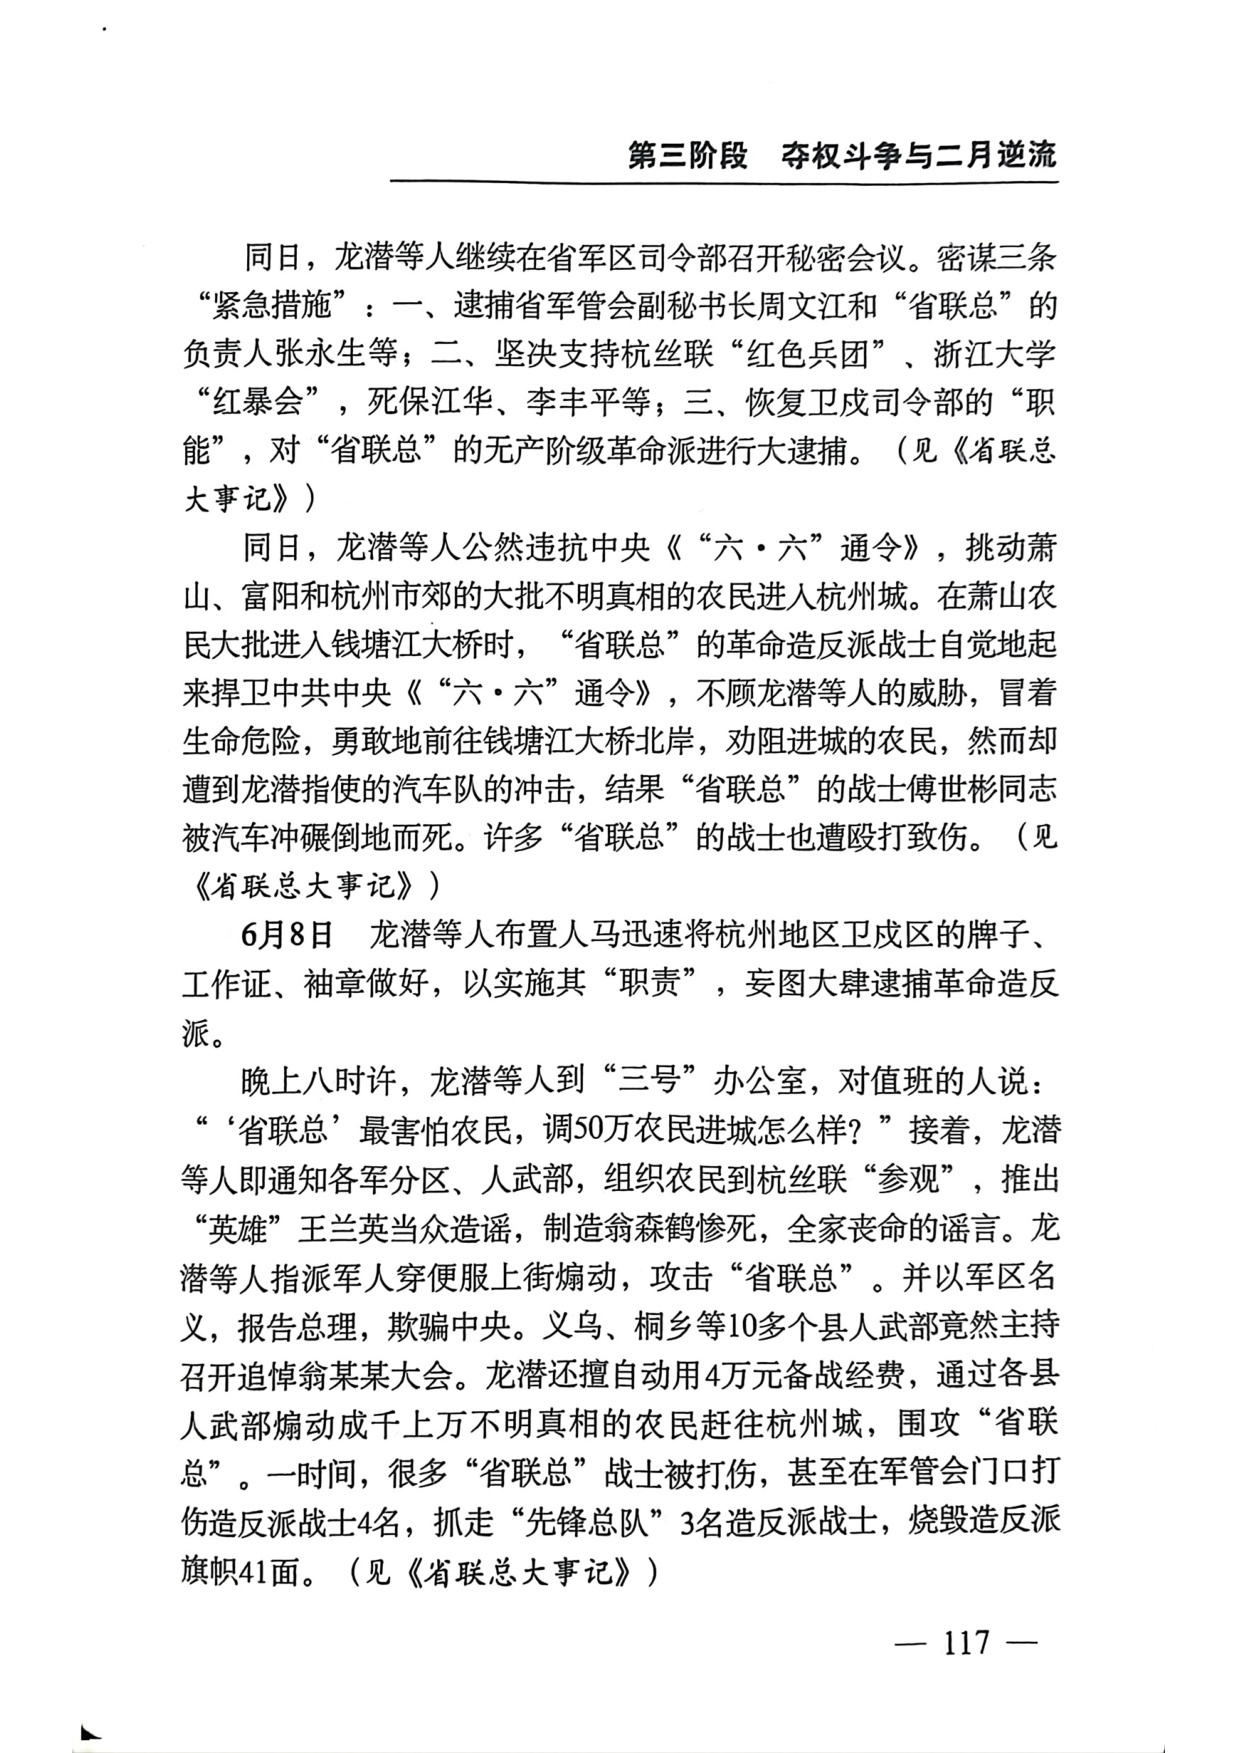 第三阶段　夺权斗争与二月逆流
同日，龙潜等人继续在省军区司令部召开秘密会议。密谋三条
“紧急措施”：一、逮捕省军管会副秘书长周文江和“省联总”的
负责人张永生等；二、坚决支持杭丝联“红色兵团”、浙江大学
“红暴会”，死保江华、李丰平等；三、恢复卫戍司令部的“职
能”，对“省联总”的无产阶级革命派进行大逮捕。（见《省联总
大事记》）
同日，龙潜等人公然违抗中央《“六·六”通令》，挑动萧
山、富阳和杭州市郊的大批不明真相的农民进入杭州城。在萧山农
民大批进入钱塘江大桥时，“省联总”的革命造反派战士自觉地起
来捍卫中共中央《“六·六”通令》，不顾龙潜等人的威胁，冒着
生命危险，勇敢地前往钱塘江大桥北岸，劝阻进城的农民，然而却
遭到龙潜指使的汽车队的冲击，结果“省联总”的战士傅世彬同志
被汽车冲碾倒地而死。许多“省联总”的战士也遭殴打致伤。（见
《省联总大事记》）
6月8日　龙潜等人布置人马迅速将杭州地区卫戍区的牌子、
工作证、袖章做好，以实施其“职责”，妄图大肆逮捕革命造反
派。
晚上八时许，龙潜等人到“三号”办公室，对值班的人说：
“‘省联总’最害怕农民，调50万农民进城怎么样？”接着，龙潜
等人即通知各军分区、人武部，组织农民到杭丝联“参观”，推出
“英雄”王兰英当众造谣，制造翁森鹤惨死，全家丧命的谣言。龙
潜等人指派军人穿便服上街煽动，攻击“省联总”。并以军区名
义，报告总理，欺骗中央。义乌、桐乡等10多个县人武部竟然主持
召开追悼翁某某大会。龙潜还擅自动用4万元备战经费，通过各县
人武部煽动成千上万不明真相的农民赶往杭州城，围攻“省联
总”。一时间，很多“省联总”战士被打伤，甚至在军管会门口打
伤造反派战士4名，抓走“先锋总队”3名造反派战士，烧毁造反派
旗帜41面。（见《省联总大事记》）
— 117 —